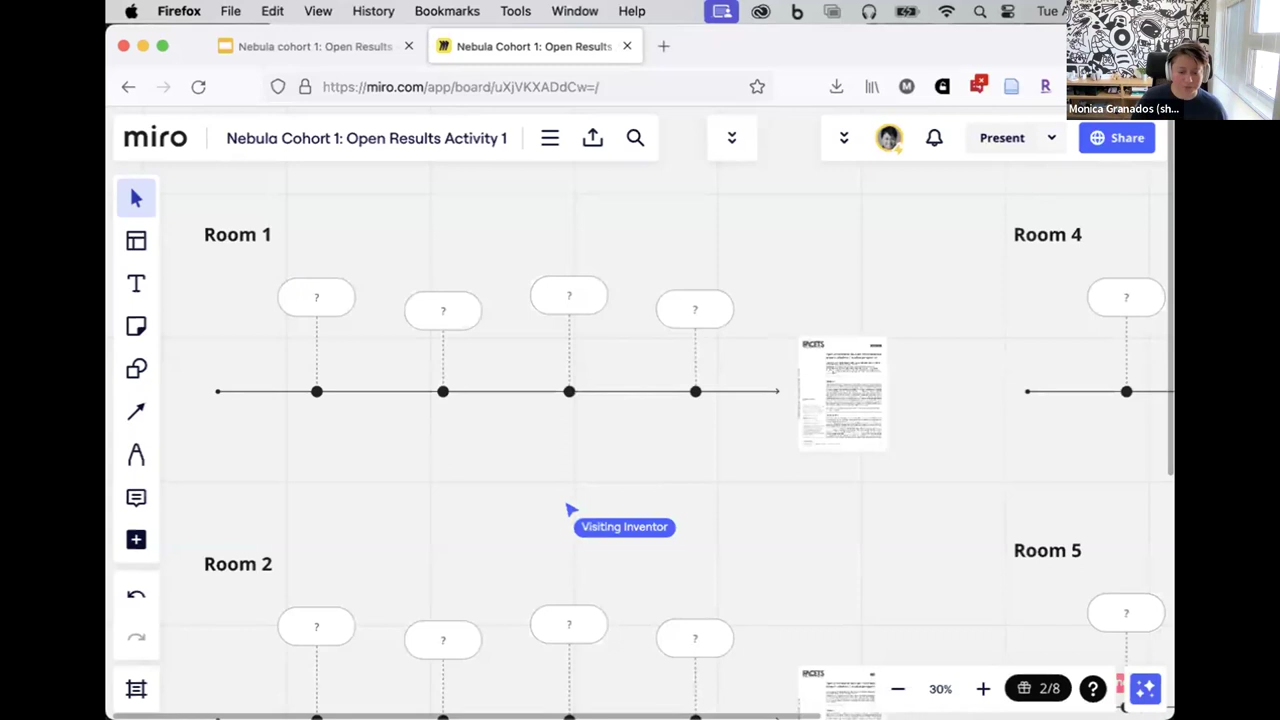 Firefox File Edit View History Bookmarks Tools Window Help
Tue
Nebula cohort 1: Open Results
Nebula Cohort 1: Open Results
https://miro.com/app/board/uXjVKXADdCw=/
Monica Granados (sh...
miro
Nebula Cohort 1: Open Results Activity 1
Present
Share
Room 1
Room 4
?
?
?
?
?
FACETS
Visiting Inventor
Room 2
Room 5
?
?
?
?
?
FACETS
30%
2/8
?